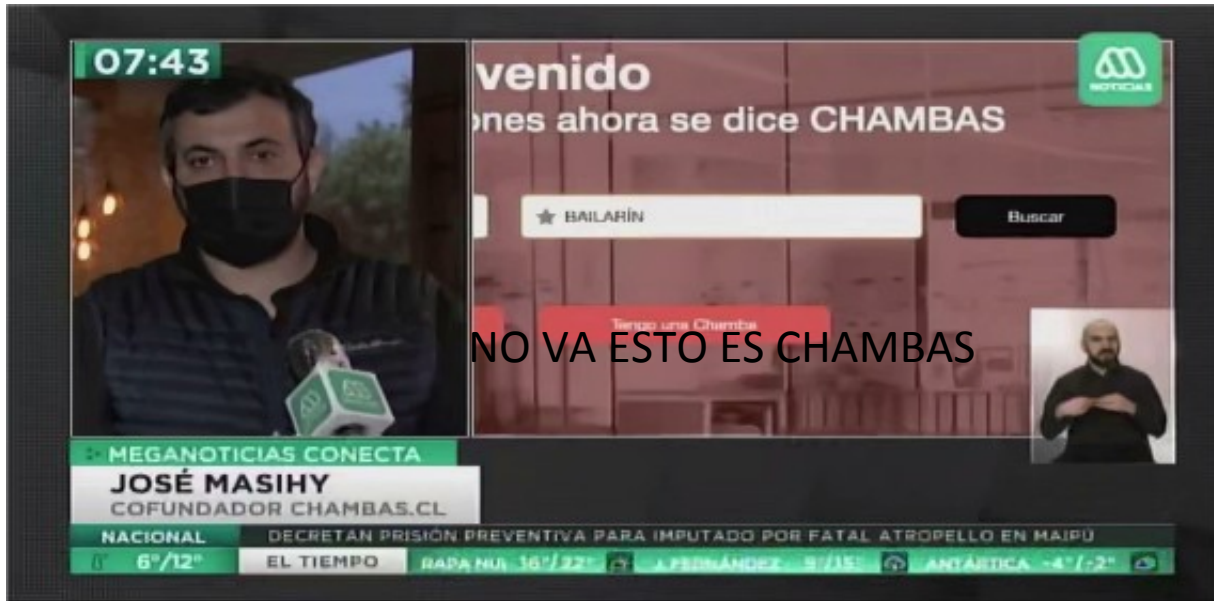 07:43
venido
ones ahora se dice CHAMBAS
NOTICIAS
BAILARÍN
Buscar
Tengo una Chamba
NO VA ESTO ES CHAMBAS
MEGANOTICIAS CONECTA
JOSÉ MASIHY
COFUNDADOR CHAMBAS.CL
NACIONAL DECRETAN PRISIÓN PREVENTIVA PARA IMPUTADO POR FATAL ATROPELLO EN MAIPÚ
6°/12° EL TIEMPO RAPA NUI 16°/22° J.FERNÁNDEZ 9°/15° ANTÁRTICA -4°/-2°